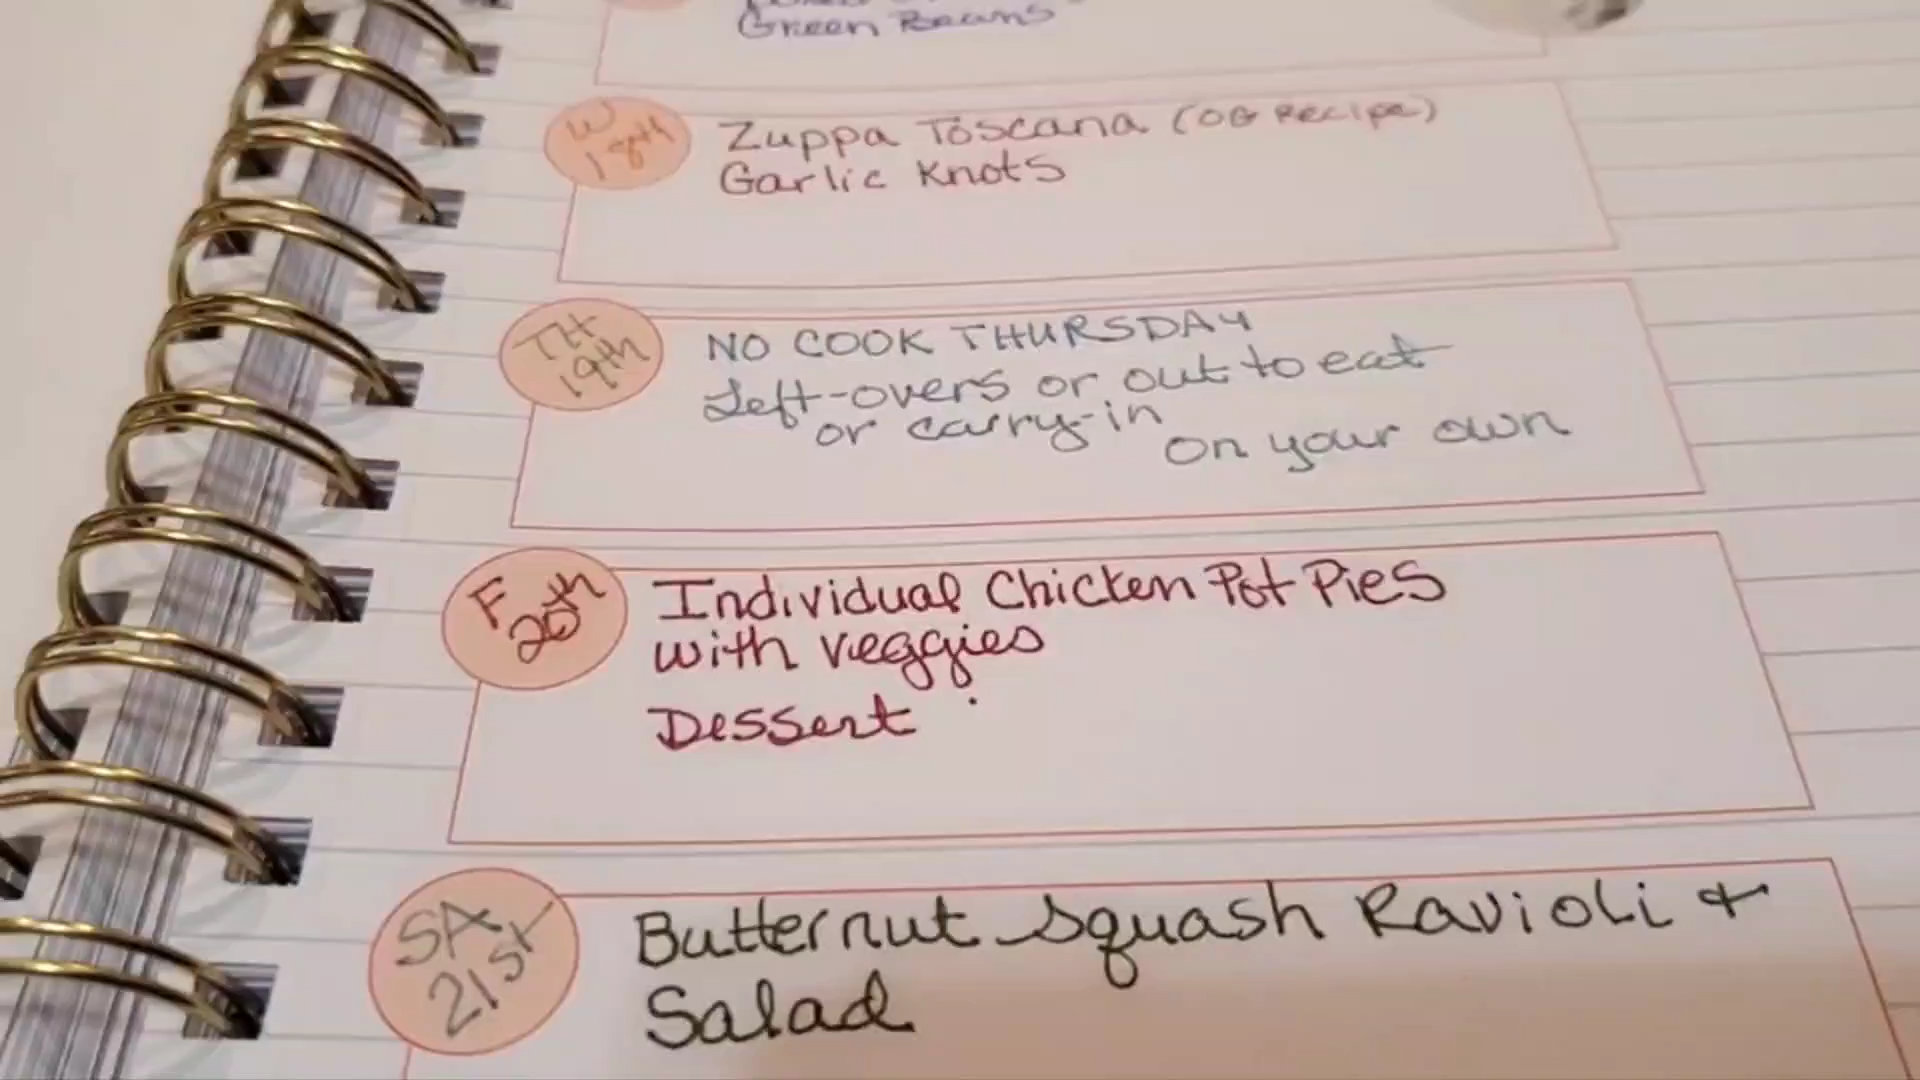 Green Beans
W
18th
Zuppa Toscana (OG Recipe)
Garlic Knots
TH
19th
NO COOK THURSDAY
Left-overs or out to eat
or carry-in
on your own
F
20th
Individual Chicken Pot Pies
with veggies
Dessert
SA
21st
Butternut Squash Ravioli &
Salad